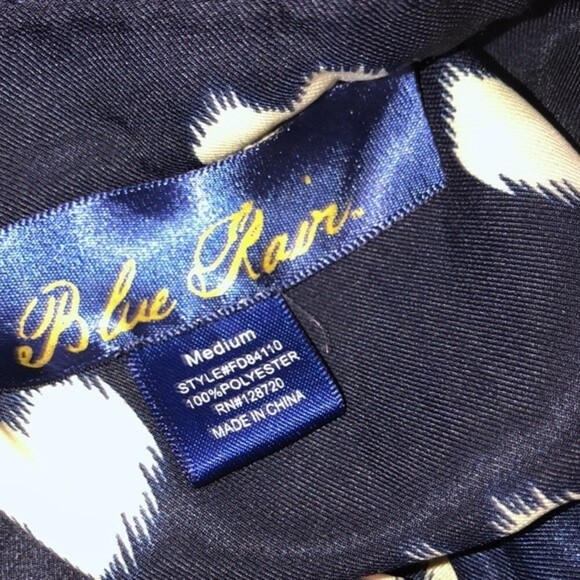 Blue Rain
Medium
STYLE#FD84110
100%POLYESTER
RN#128720
MADE IN CHINA